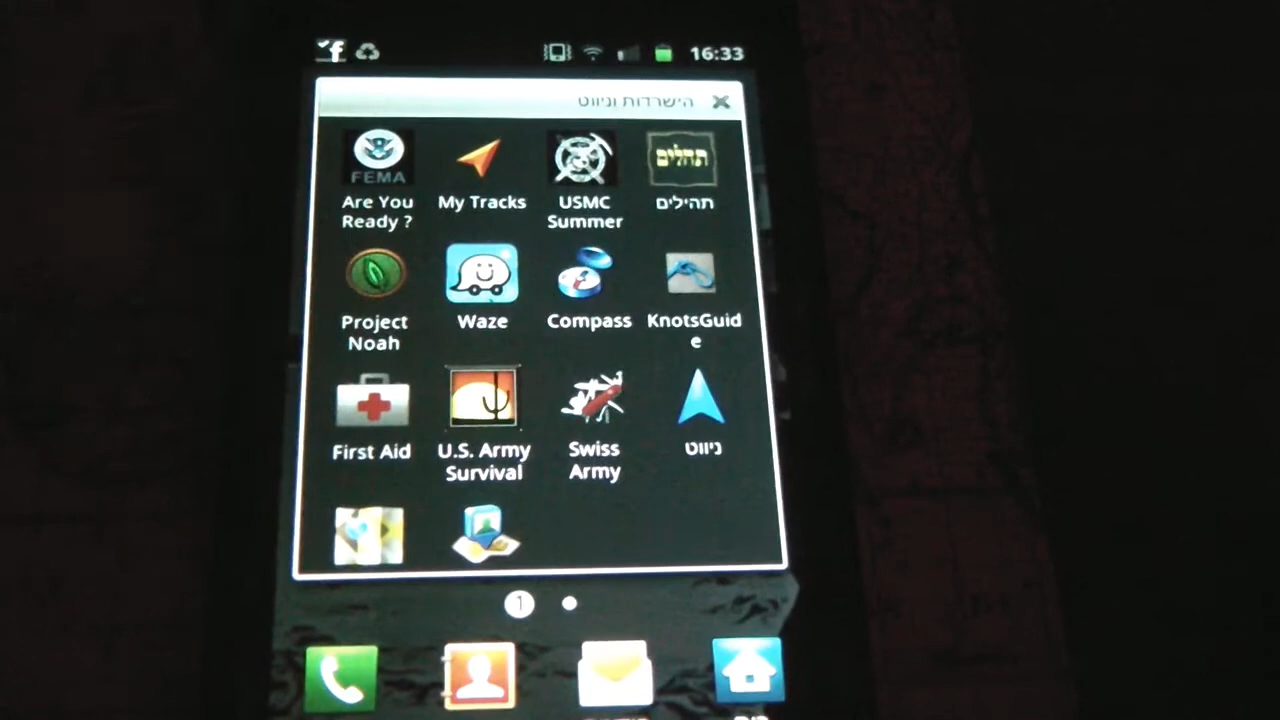 16:33
הישרדות וניווט
FEMA
תהלים
Are You
Ready ?
My Tracks
USMC
Summer
תהילים
Project
Noah
Waze
Compass
KnotsGuid
e
First Aid
U.S. Army
Survival
Swiss
Army
ניווט
1